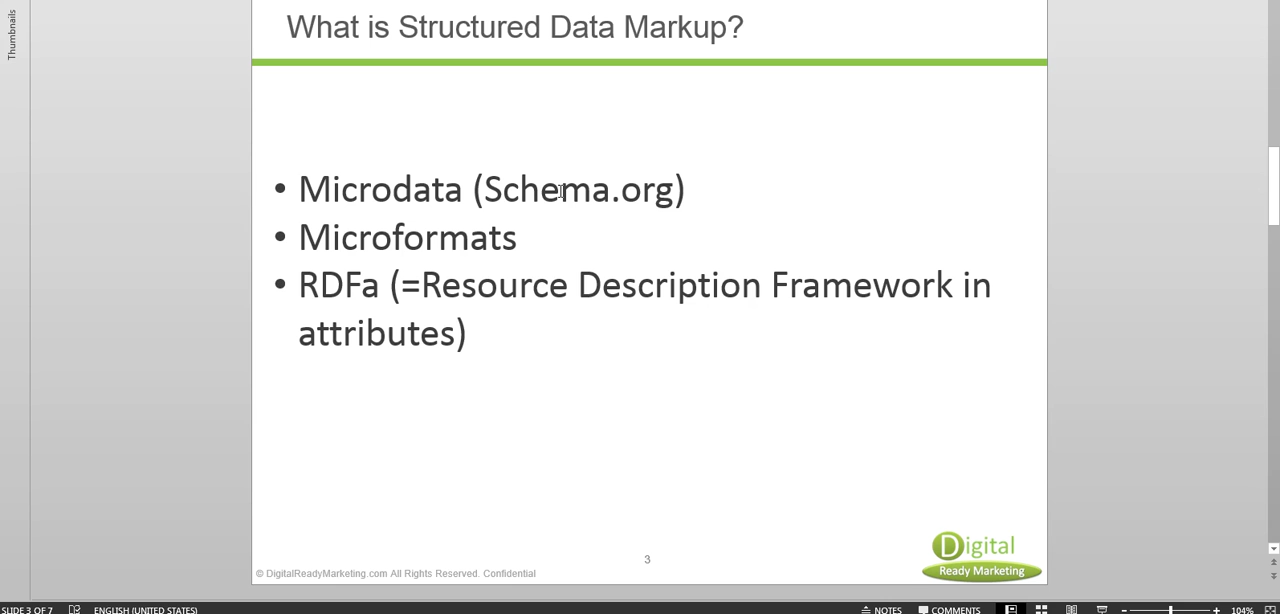 Thumbnails
What is Structured Data Markup?
• Microdata (Schema.org)
• Microformats
• RDFa (=Resource Description Framework in
attributes)
Digital
Ready Marketing
3
© DigitalReadyMarketing.com All Rights Reserved. Confidential
SLIDE 3 OF 7 ENGLISH (UNITED STATES) NOTES COMMENTS 104%